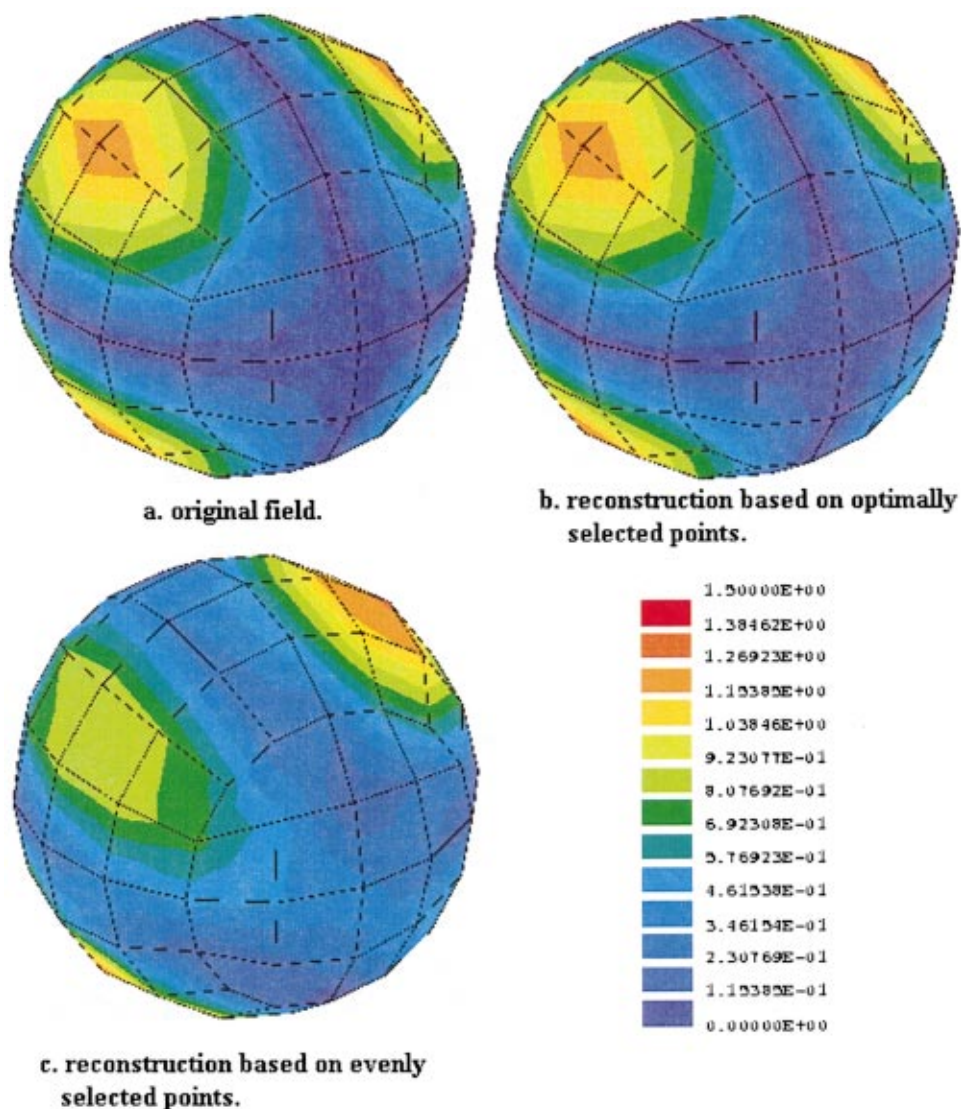 a. original field.
b. reconstruction based on optimally
selected points.
1.50000E+00
1.38462E+00
1.26923E+00
1.15385E+00
1.03846E+00
9.23077E-01
8.07692E-01
6.92308E-01
5.76923E-01
4.61538E-01
3.46154E-01
2.30769E-01
1.15385E-01
0.00000E+00
c. reconstruction based on evenly
selected points.